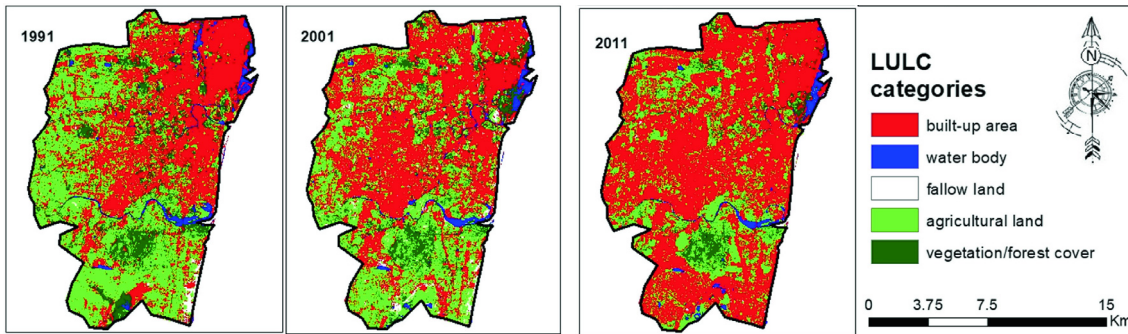 1991
2001
2011
LULC
categories
built-up area
water body
fallow land
agricultural land
vegetation/forest cover
N
0 3.75 7.5 15
Km